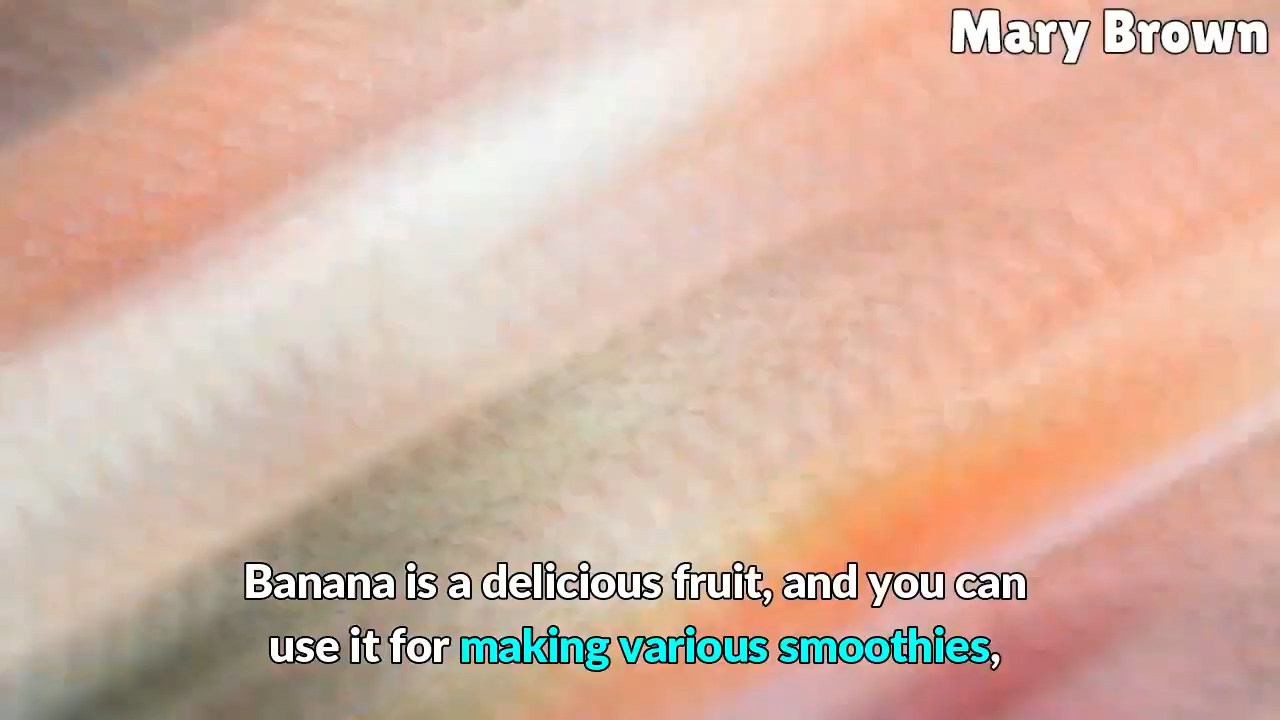 Mary Brown
Banana is a delicious fruit, and you can
use it for making various smoothies,